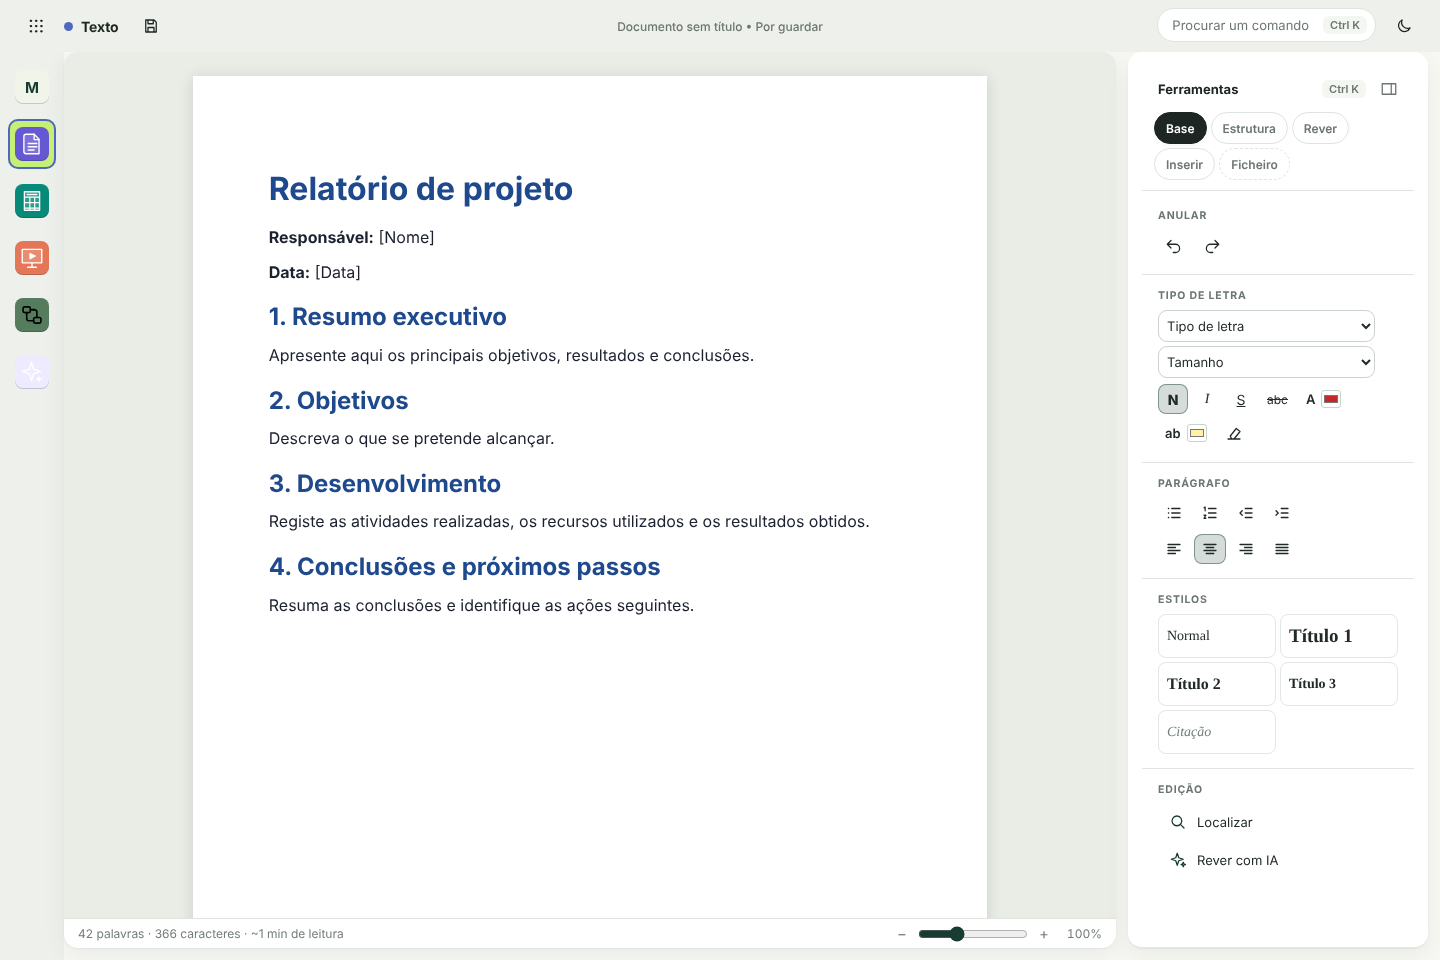 Texto
Documento sem título • Por guardar
Procurar um comando Ctrl K
M
Relatório de projeto
Responsável: [Nome]
Data: [Data]
1. Resumo executivo
Apresente aqui os principais objetivos, resultados e conclusões.
2. Objetivos
Descreva o que se pretende alcançar.
3. Desenvolvimento
Registe as atividades realizadas, os recursos utilizados e os resultados obtidos.
4. Conclusões e próximos passos
Resuma as conclusões e identifique as ações seguintes.
42 palavras · 366 caracteres · ~1 min de leitura
− + 100%
Ferramentas Ctrl K
Base Estrutura Rever
Inserir Ficheiro
ANULAR
TIPO DE LETRA
Tipo de letra
Tamanho
N I S abc A
ab
PARÁGRAFO
ESTILOS
Normal Título 1
Título 2 Título 3
Citação
EDIÇÃO
Localizar
Rever com IA